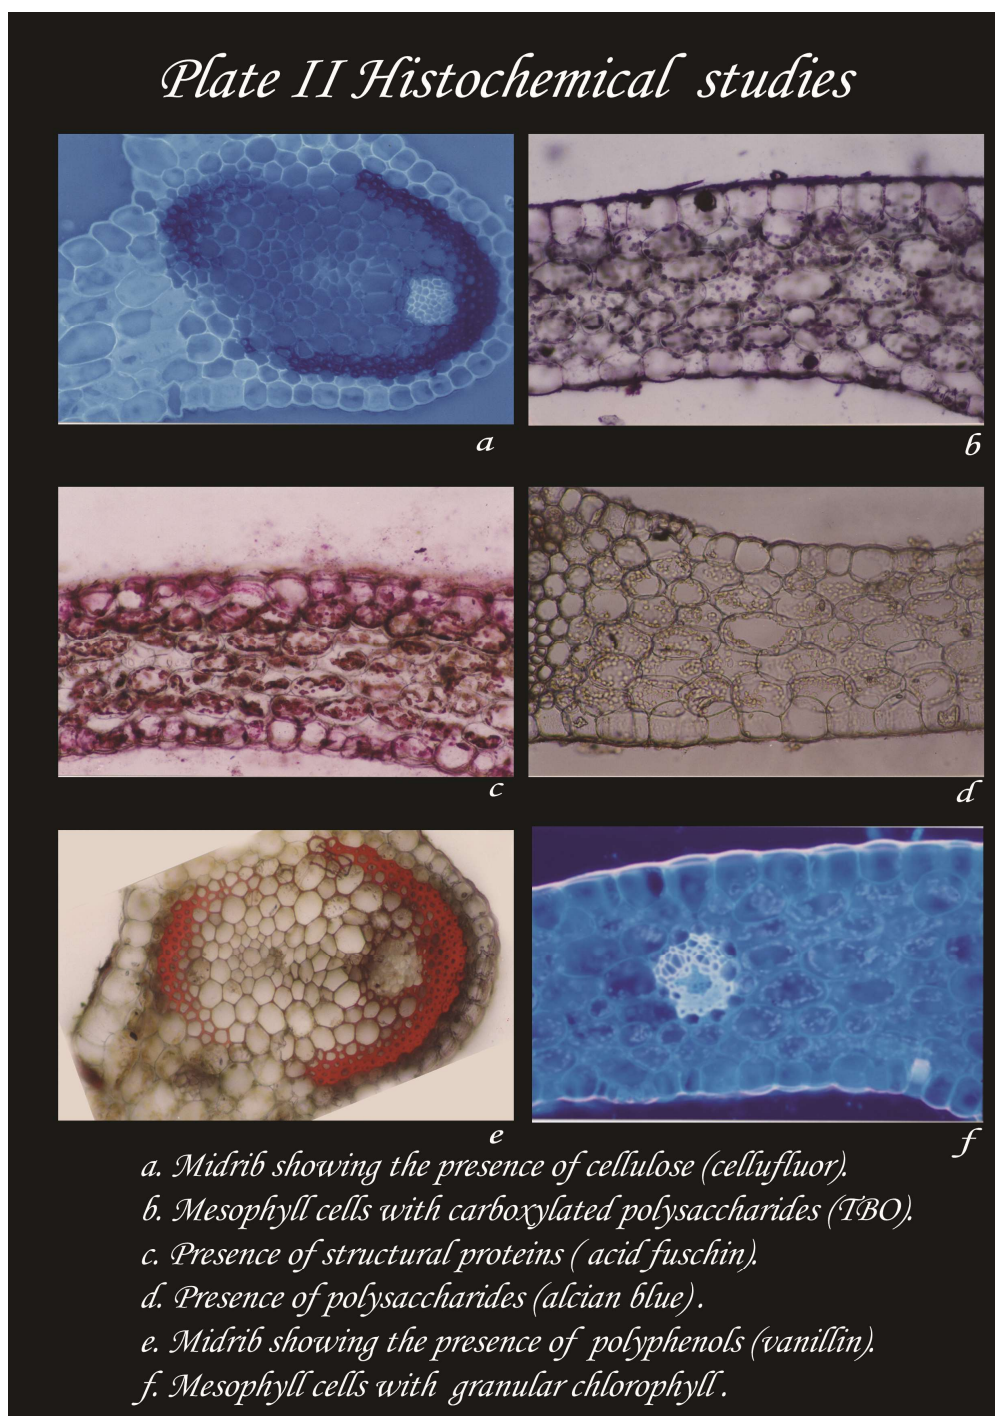 Plate II Histochemical studies
a
b
c
d
e
f
a. Midrib showing the presence of cellulose (cellufluor).
b. Mesophyll cells with carboxylated polysaccharides (TBO).
c. Presence of structural proteins ( acid fuschin).
d. Presence of polysaccharides (alcian blue) .
e. Midrib showing the presence of polyphenols (vanillin).
f. Mesophyll cells with granular chlorophyll .